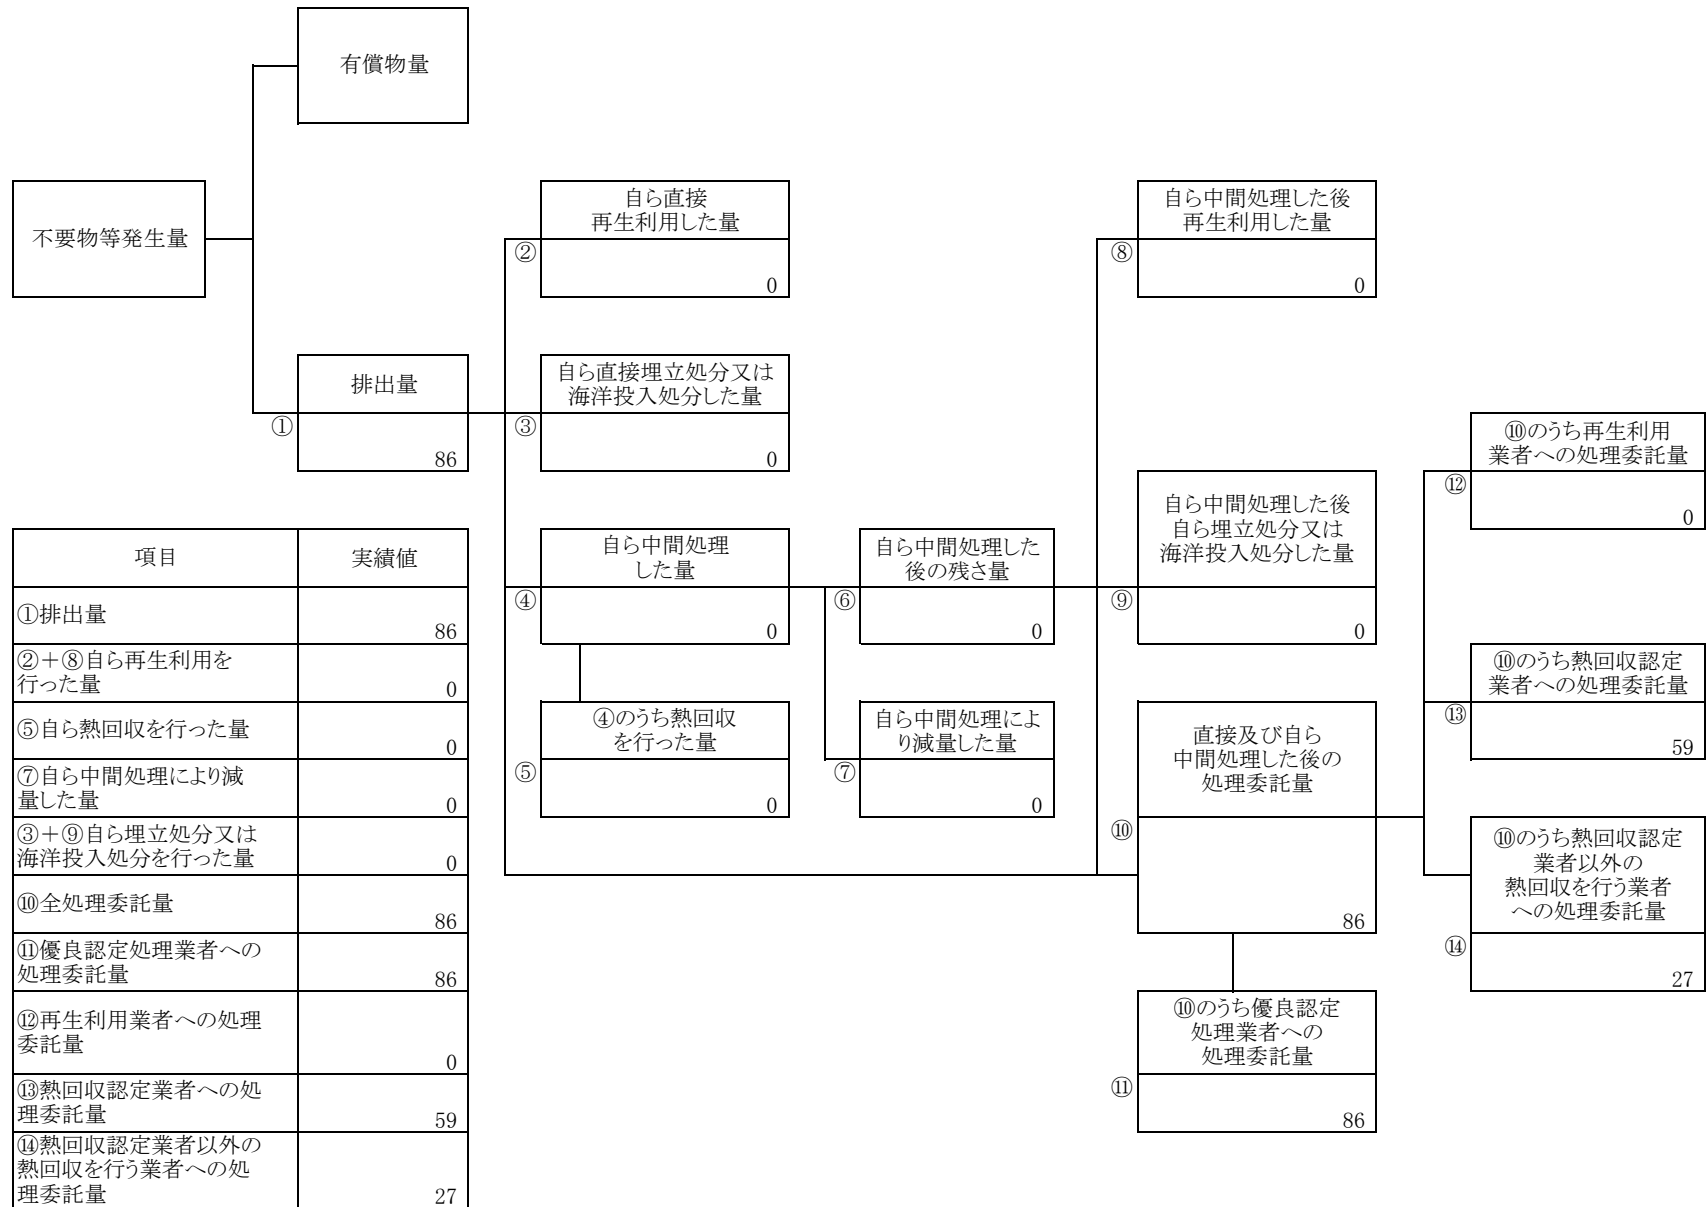 有償物量
不要物等発生量
自ら直接
再生利用した量
②
0
自ら中間処理した後
再生利用した量
⑧
0
排出量
①
86
自ら直接埋立処分又は
海洋投入処分した量
③
0
⑩のうち再生利用
業者への処理委託量
⑫
0
自ら中間処理
した量
④
0
自ら中間処理した
後の残さ量
⑥
0
自ら中間処理した後
自ら埋立処分又は
海洋投入処分した量
⑨
0
⑩のうち熱回収認定
業者への処理委託量
⑬
59
④のうち熱回収
を行った量
⑤
0
自ら中間処理によ
り減量した量
⑦
0
直接及び自ら
中間処理した後の
処理委託量
⑩
86
⑩のうち熱回収認定
業者以外の
熱回収を行う業者
への処理委託量
⑭
27
⑩のうち優良認定
処理業者への
処理委託量
⑪
86
項目 実績値
①排出量
86
②+⑧自ら再生利用を
行った量
0
⑤自ら熱回収を行った量
0
⑦自ら中間処理により減
量した量
0
③+⑨自ら埋立処分又は
海洋投入処分を行った量
0
⑩全処理委託量
86
⑪優良認定処理業者への
処理委託量
86
⑫再生利用業者への処理
委託量
0
⑬熱回収認定業者への処
理委託量
59
⑭熱回収認定業者以外の
熱回収を行う業者への処
理委託量
27